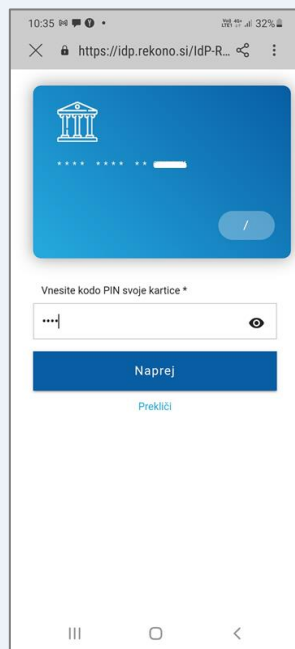 10:35
32%
https://idp.rekono.si/IdP-R...
**** **** **
/
Vnesite kodo PIN svoje kartice *
••••
Naprej
Prekliči